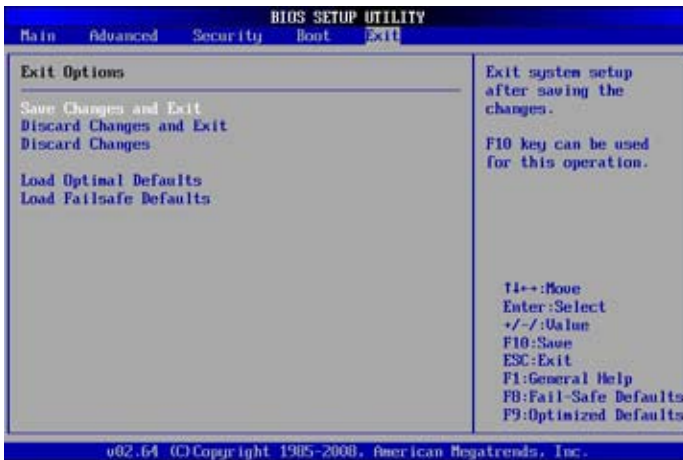 BIOS SETUP UTILITY
Main Advanced Security Boot Exit
Exit Options
Save Changes and Exit
Discard Changes and Exit
Discard Changes
Load Optimal Defaults
Load Failsafe Defaults
Exit system setup
after saving the
changes.
F10 key can be used
for this operation.
↑↓←→:Move
Enter:Select
+/-/:Value
F10:Save
ESC:Exit
F1:General Help
F8:Fail-Safe Defaults
F9:Optimized Defaults
v02.64 (C)Copyright 1985-2008, American Megatrends, Inc.